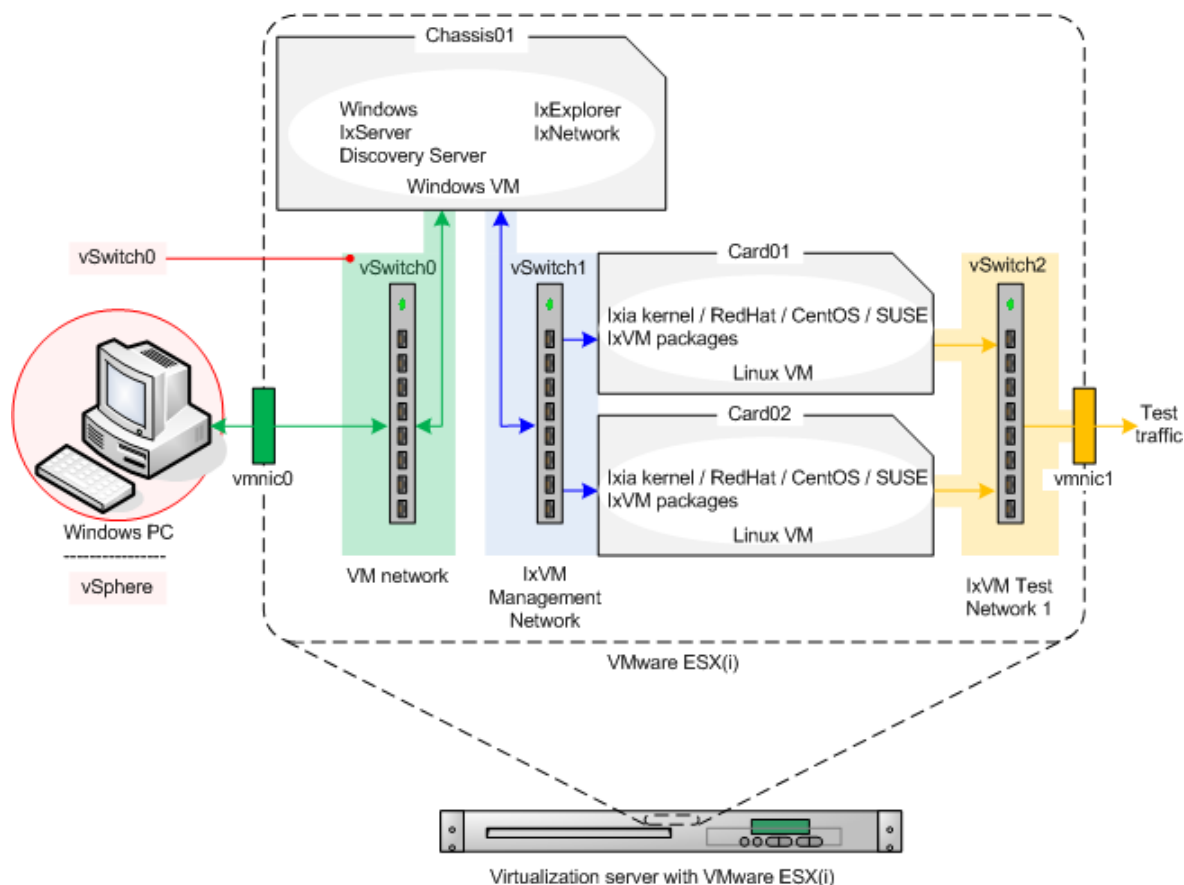 Chassis01
Windows
IxServer
Discovery Server
IxExplorer
IxNetwork
Windows VM
vSwitch0
vSwitch0
vSwitch1
Card01
vSwitch2
Ixia kernel / RedHat / CentOS / SUSE
IxVM packages
Linux VM
Card02
Ixia kernel / RedHat / CentOS / SUSE
IxVM packages
Linux VM
Test
traffic
vmnic0
vmnic1
Windows PC
----------------
vSphere
VM network
IxVM
Management
Network
IxVM Test
Network 1
VMware ESX(i)
Virtualization server with VMware ESX(i)